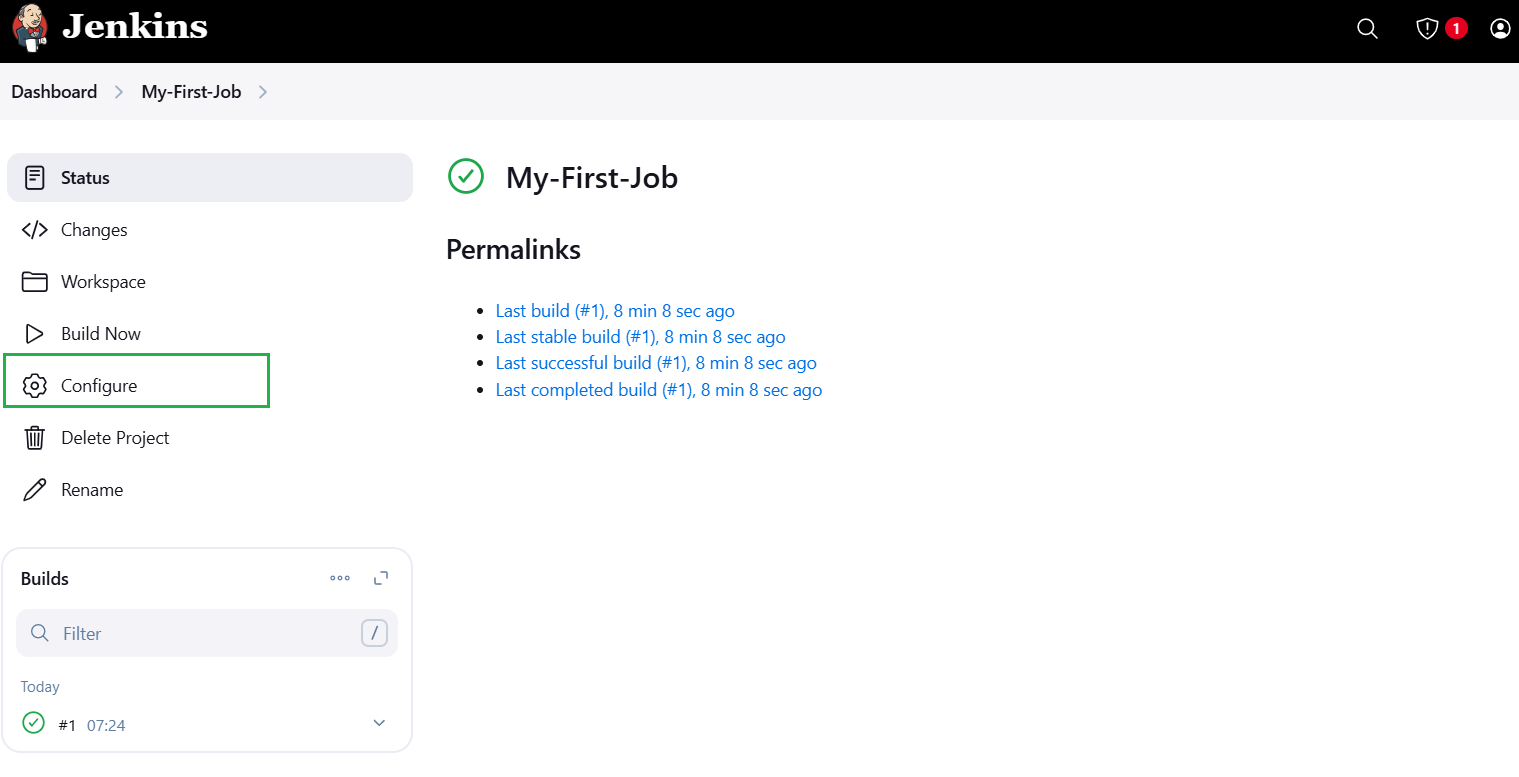 Jenkins
1
Dashboard > My-First-Job >
Status
Changes
Workspace
Build Now
Configure
Delete Project
Rename
My-First-Job
Permalinks
• Last build (#1), 8 min 8 sec ago
• Last stable build (#1), 8 min 8 sec ago
• Last successful build (#1), 8 min 8 sec ago
• Last completed build (#1), 8 min 8 sec ago
Builds
Filter /
Today
#1 07:24